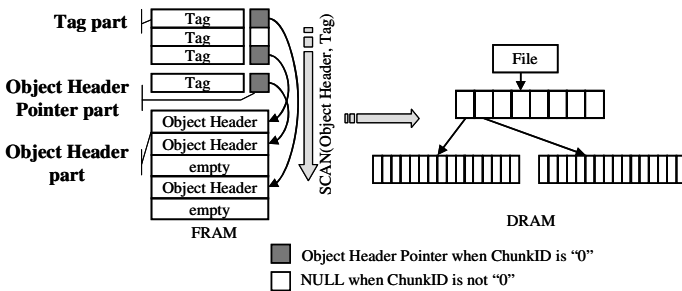 Tag part
Tag
Tag
Tag
Object Header
Pointer part
Tag
Object Header
part
Object Header
Object Header
empty
Object Header
empty
FRAM
SCAN(Object Header, Tag)
File
DRAM
Object Header Pointer when ChunkID is “0”
NULL when ChunkID is not “0”